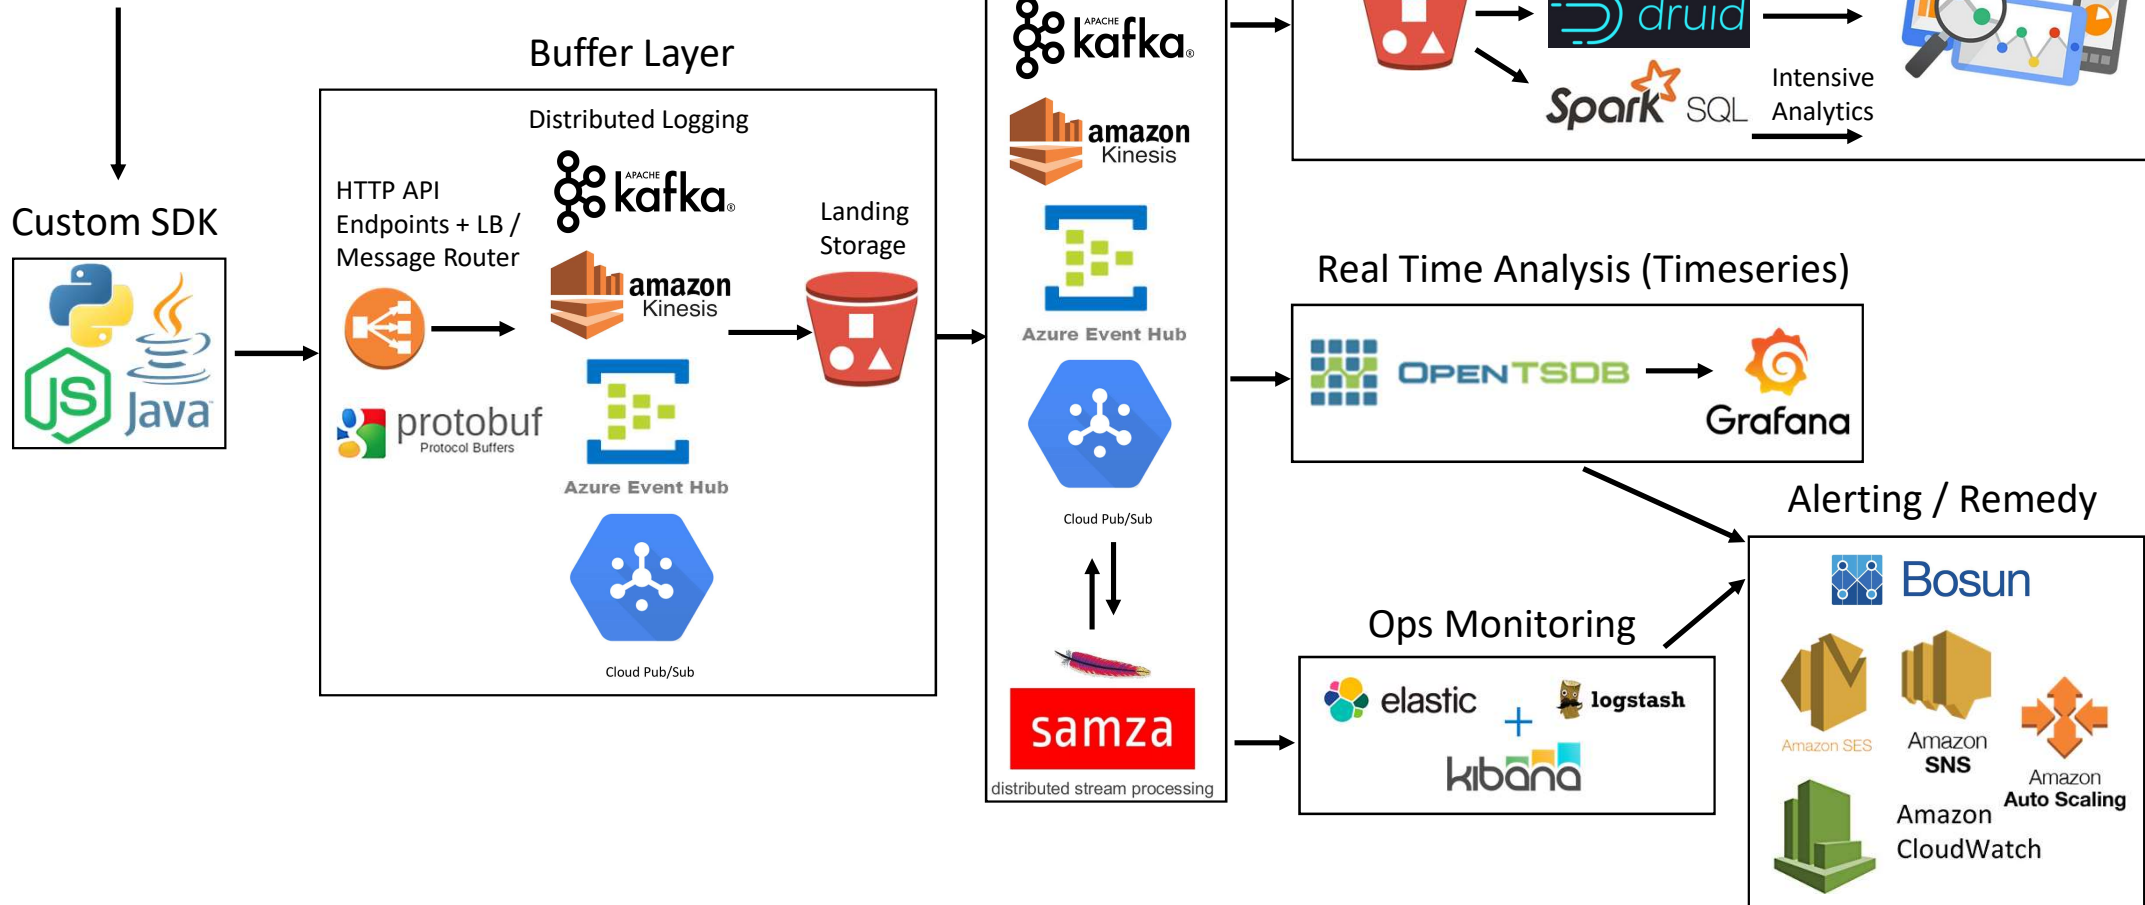 Buffer Layer
Distributed Logging
HTTP API
Endpoints + LB /
Message Router
APACHE
kafka®
amazon
Kinesis
Azure Event Hub
Cloud Pub/Sub
protobuf
Protocol Buffers
Landing
Storage
Custom SDK
JS
Java™
APACHE
kafka®
amazon
Kinesis
Azure Event Hub
Cloud Pub/Sub
samza
distributed stream processing
druid
Spark SQL
Intensive
Analytics
Real Time Analysis (Timeseries)
OPENTSDB
Grafana
Ops Monitoring
elastic
+
logstash
kibana
Alerting / Remedy
Bosun
Amazon SES
Amazon
SNS
Amazon
Auto Scaling
Amazon
CloudWatch